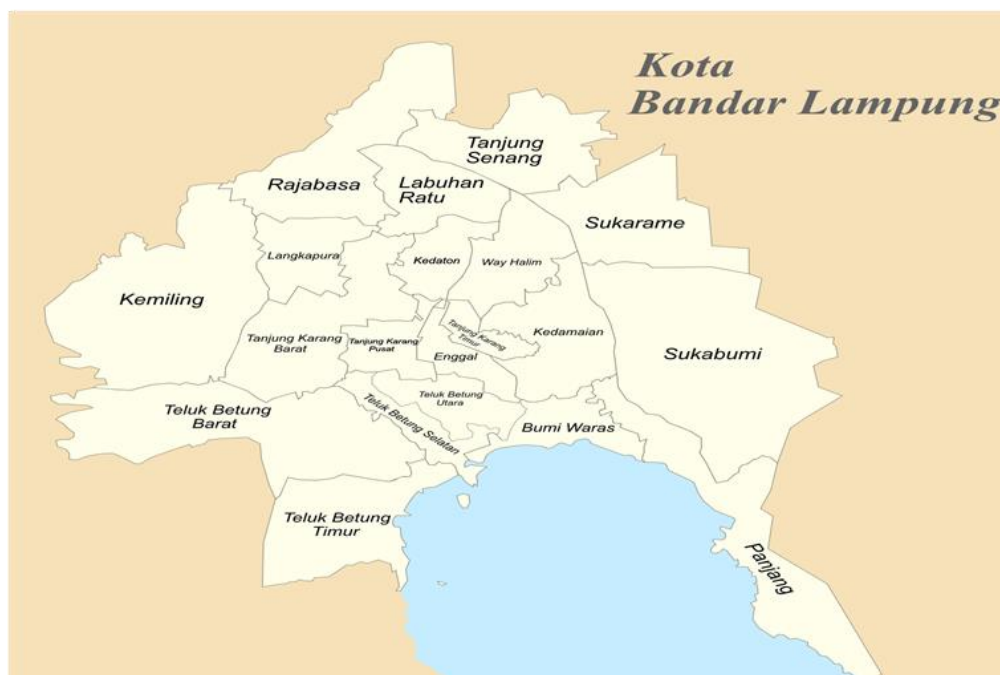 Kota
Bandar Lampung
Tanjung
Senang
Rajabasa
Labuhan
Ratu
Sukarame
Langkapura
Kedaton
Way Halim
Kemiling
Tanjung Karang
Barat
Tanjung Karang
Pusat
Tanjung Karang
Timur
Kedamaian
Enggal
Sukabumi
Teluk Betung
Barat
Teluk Betung
Utara
Teluk Betung Selatan
Bumi Waras
Teluk Betung
Timur
Panjang